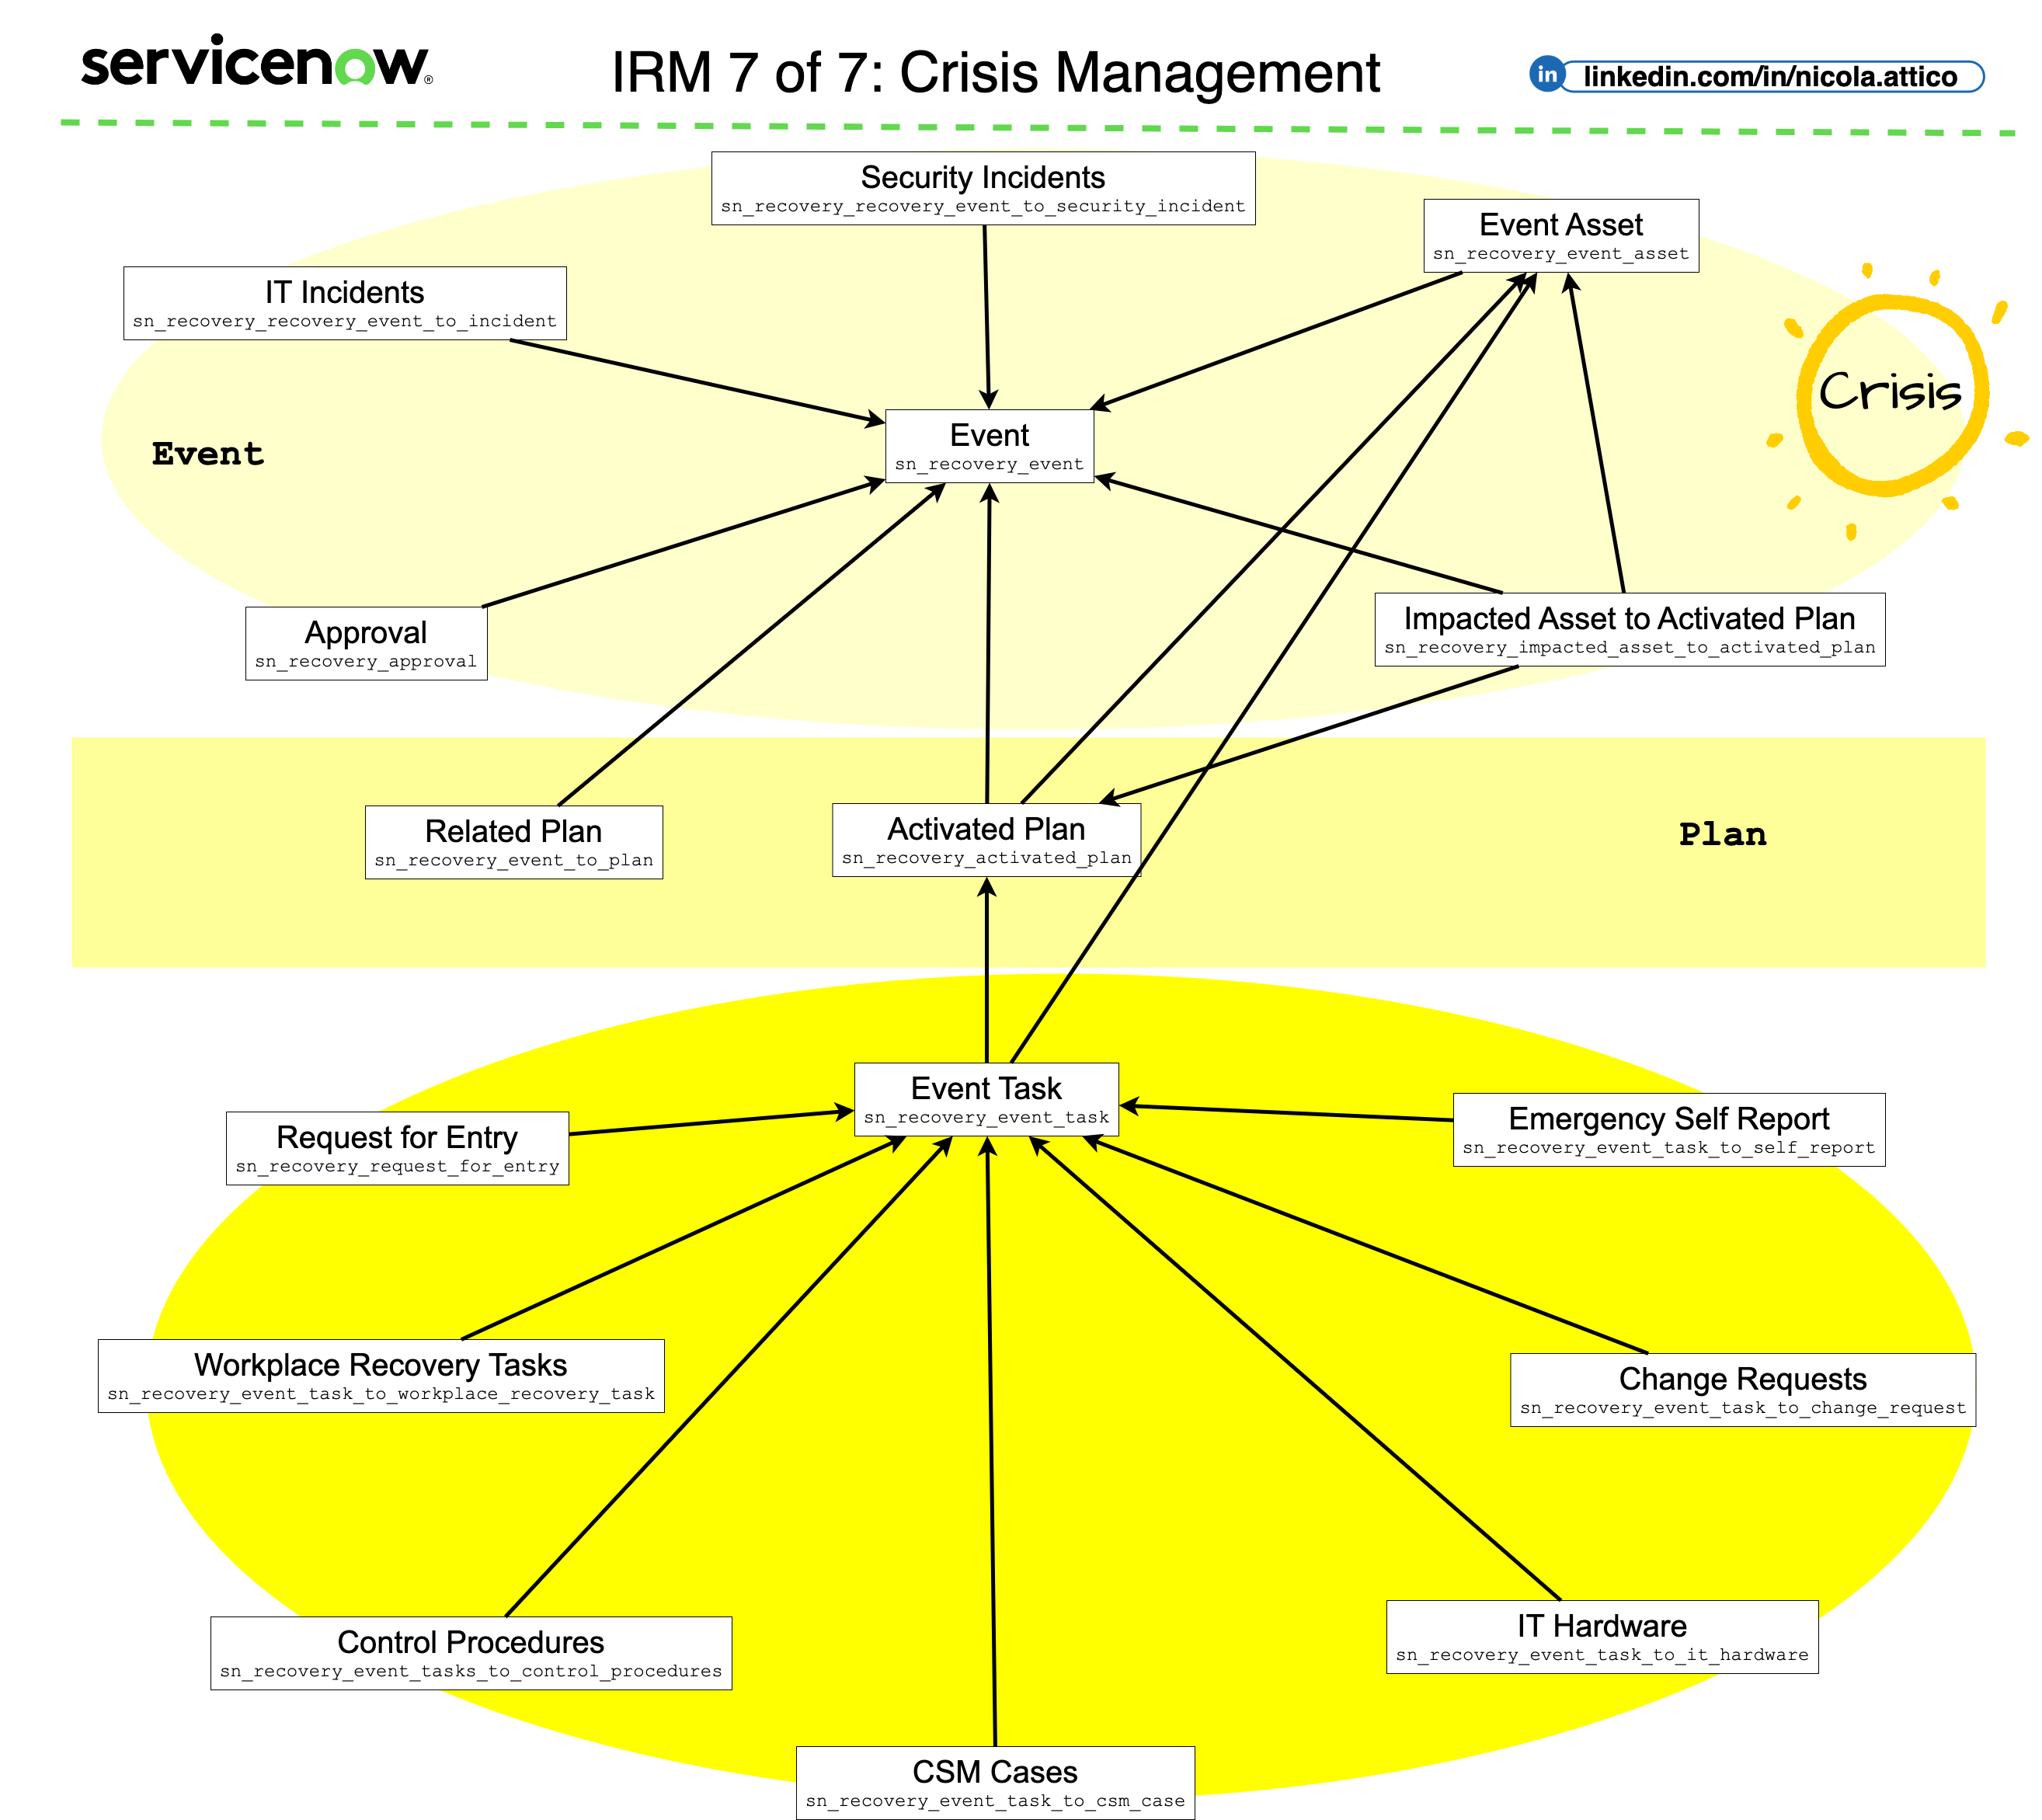 servicenow®
IRM 7 of 7: Crisis Management
in linkedin.com/in/nicola.attico
Security Incidents
sn_recovery_recovery_event_to_security_incident
Event Asset
sn_recovery_event_asset
IT Incidents
sn_recovery_recovery_event_to_incident
Crisis
Event
sn_recovery_event
Event
Approval
sn_recovery_approval
Impacted Asset to Activated Plan
sn_recovery_impacted_asset_to_activated_plan
Related Plan
sn_recovery_event_to_plan
Activated Plan
sn_recovery_activated_plan
Plan
Event Task
sn_recovery_event_task
Request for Entry
sn_recovery_request_for_entry
Emergency Self Report
sn_recovery_event_task_to_self_report
Workplace Recovery Tasks
sn_recovery_event_task_to_workplace_recovery_task
Change Requests
sn_recovery_event_task_to_change_request
Control Procedures
sn_recovery_event_tasks_to_control_procedures
IT Hardware
sn_recovery_event_task_to_it_hardware
CSM Cases
sn_recovery_event_task_to_csm_case